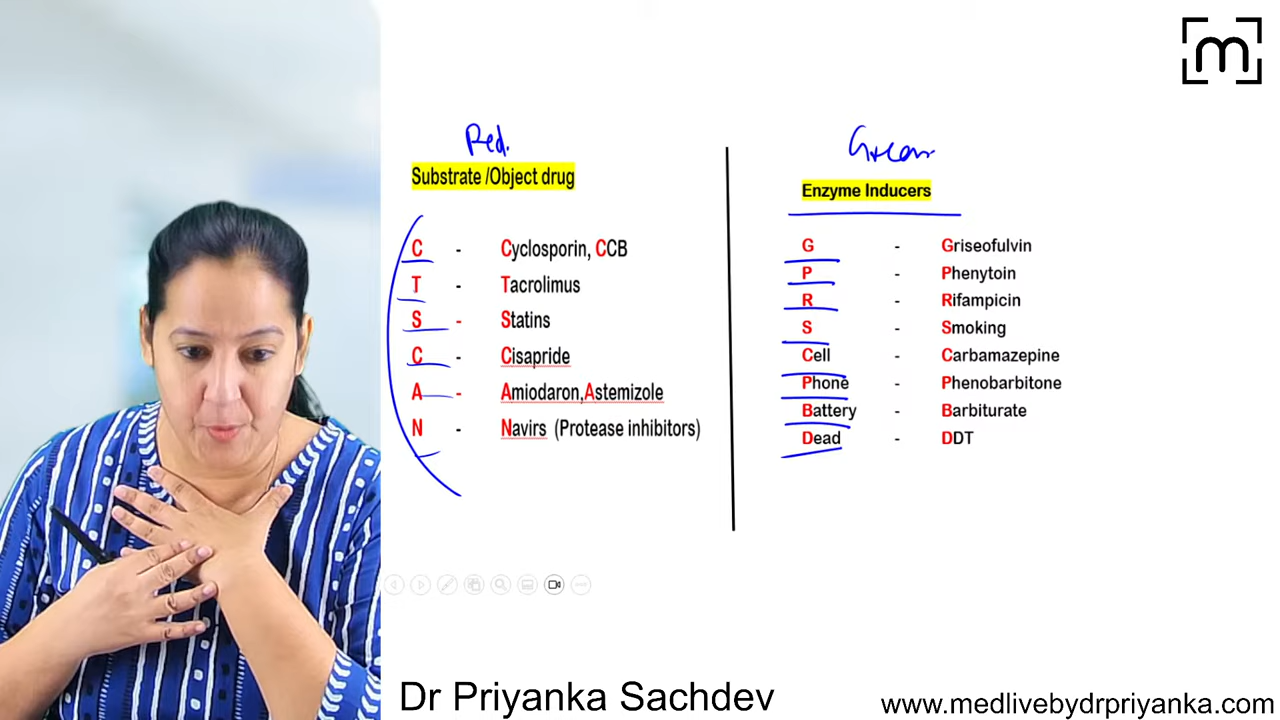 m
Red.
Substrate /Object drug
C - Cyclosporin, CCB
T - Tacrolimus
S - Statins
C - Cisapride
A - Amiodaron,Astemizole
N - Navirs (Protease inhibitors)
Green
Enzyme Inducers
G - Griseofulvin
P - Phenytoin
R - Rifampicin
S - Smoking
Cell - Carbamazepine
Phone - Phenobarbitone
Battery - Barbiturate
Dead - DDT
Dr Priyanka Sachdev
www.medlivebydrpriyanka.com